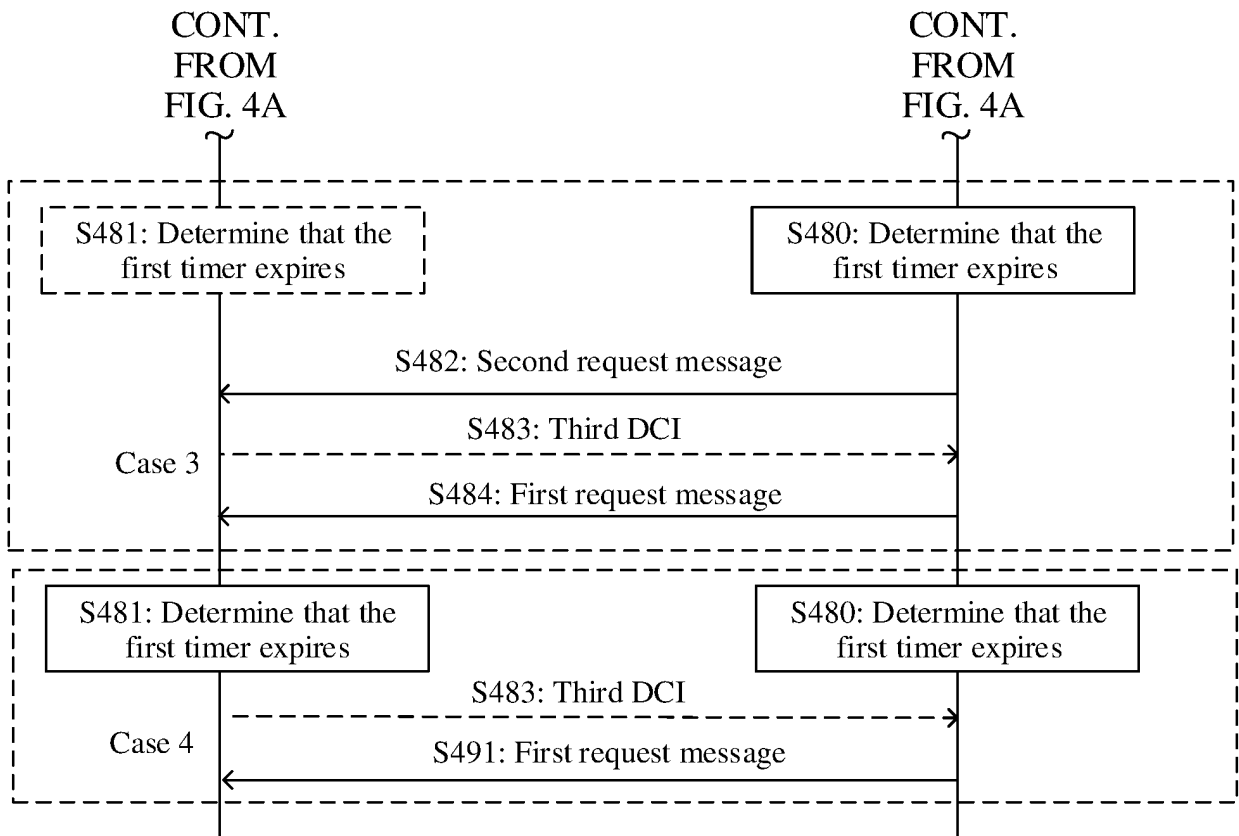 CONT.
FROM
FIG. 4A
CONT.
FROM
FIG. 4A
S481: Determine that the
first timer expires
S480: Determine that the
first timer expires
S482: Second request message
S483: Third DCI
Case 3
S484: First request message
S481: Determine that the
first timer expires
S480: Determine that the
first timer expires
S483: Third DCI
Case 4
S491: First request message